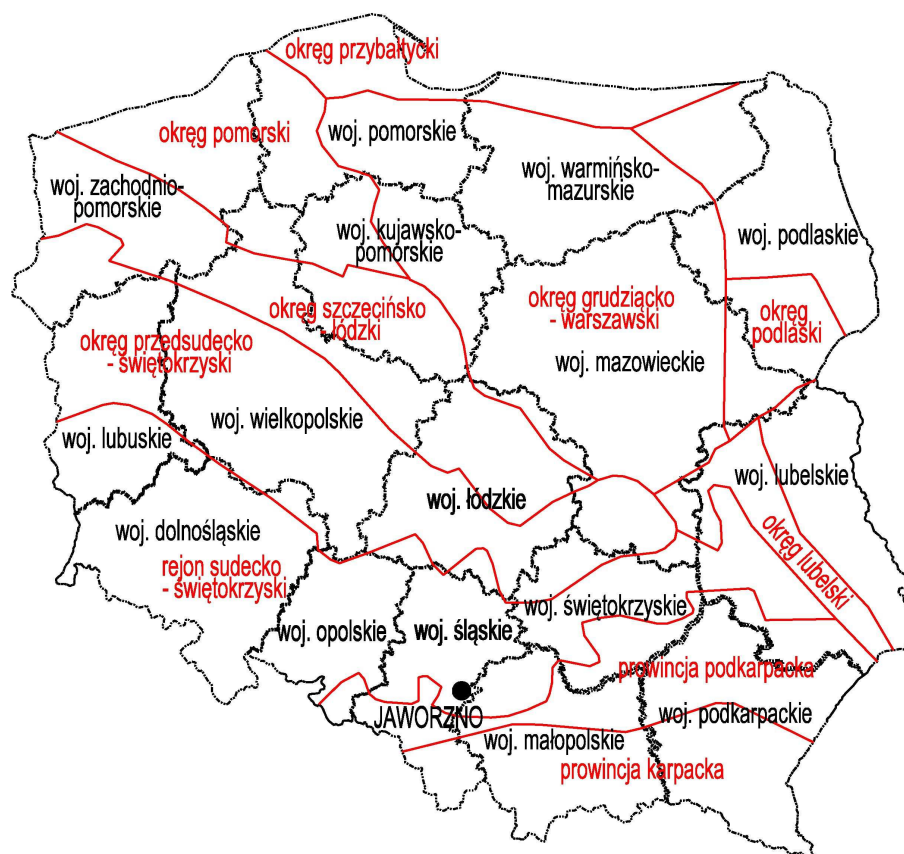 okręg przybałtycki
okręg pomorski
woj. pomorskie
woj. warmińsko-
mazurskie
woj. zachodnio-
pomorskie
woj. kujawsko-
pomorskie
woj. podlaskie
okręg szczecińsko
- łódzki
okręg grudziącko
- warszawski
okręg
podlaski
okręg przedsudecko
- świętokrzyski
woj. mazowieckie
woj. wielkopolskie
woj. lubuskie
woj. lubelskie
woj. łódzkie
woj. dolnośląskie
okręg lubelski
rejon sudecko
- świętokrzyski
woj. świętokrzyskie
woj. opolskie
woj. śląskie
prowincja podkarpacka
JAWORZNO
woj. podkarpackie
woj. małopolskie
prowincja karpacka